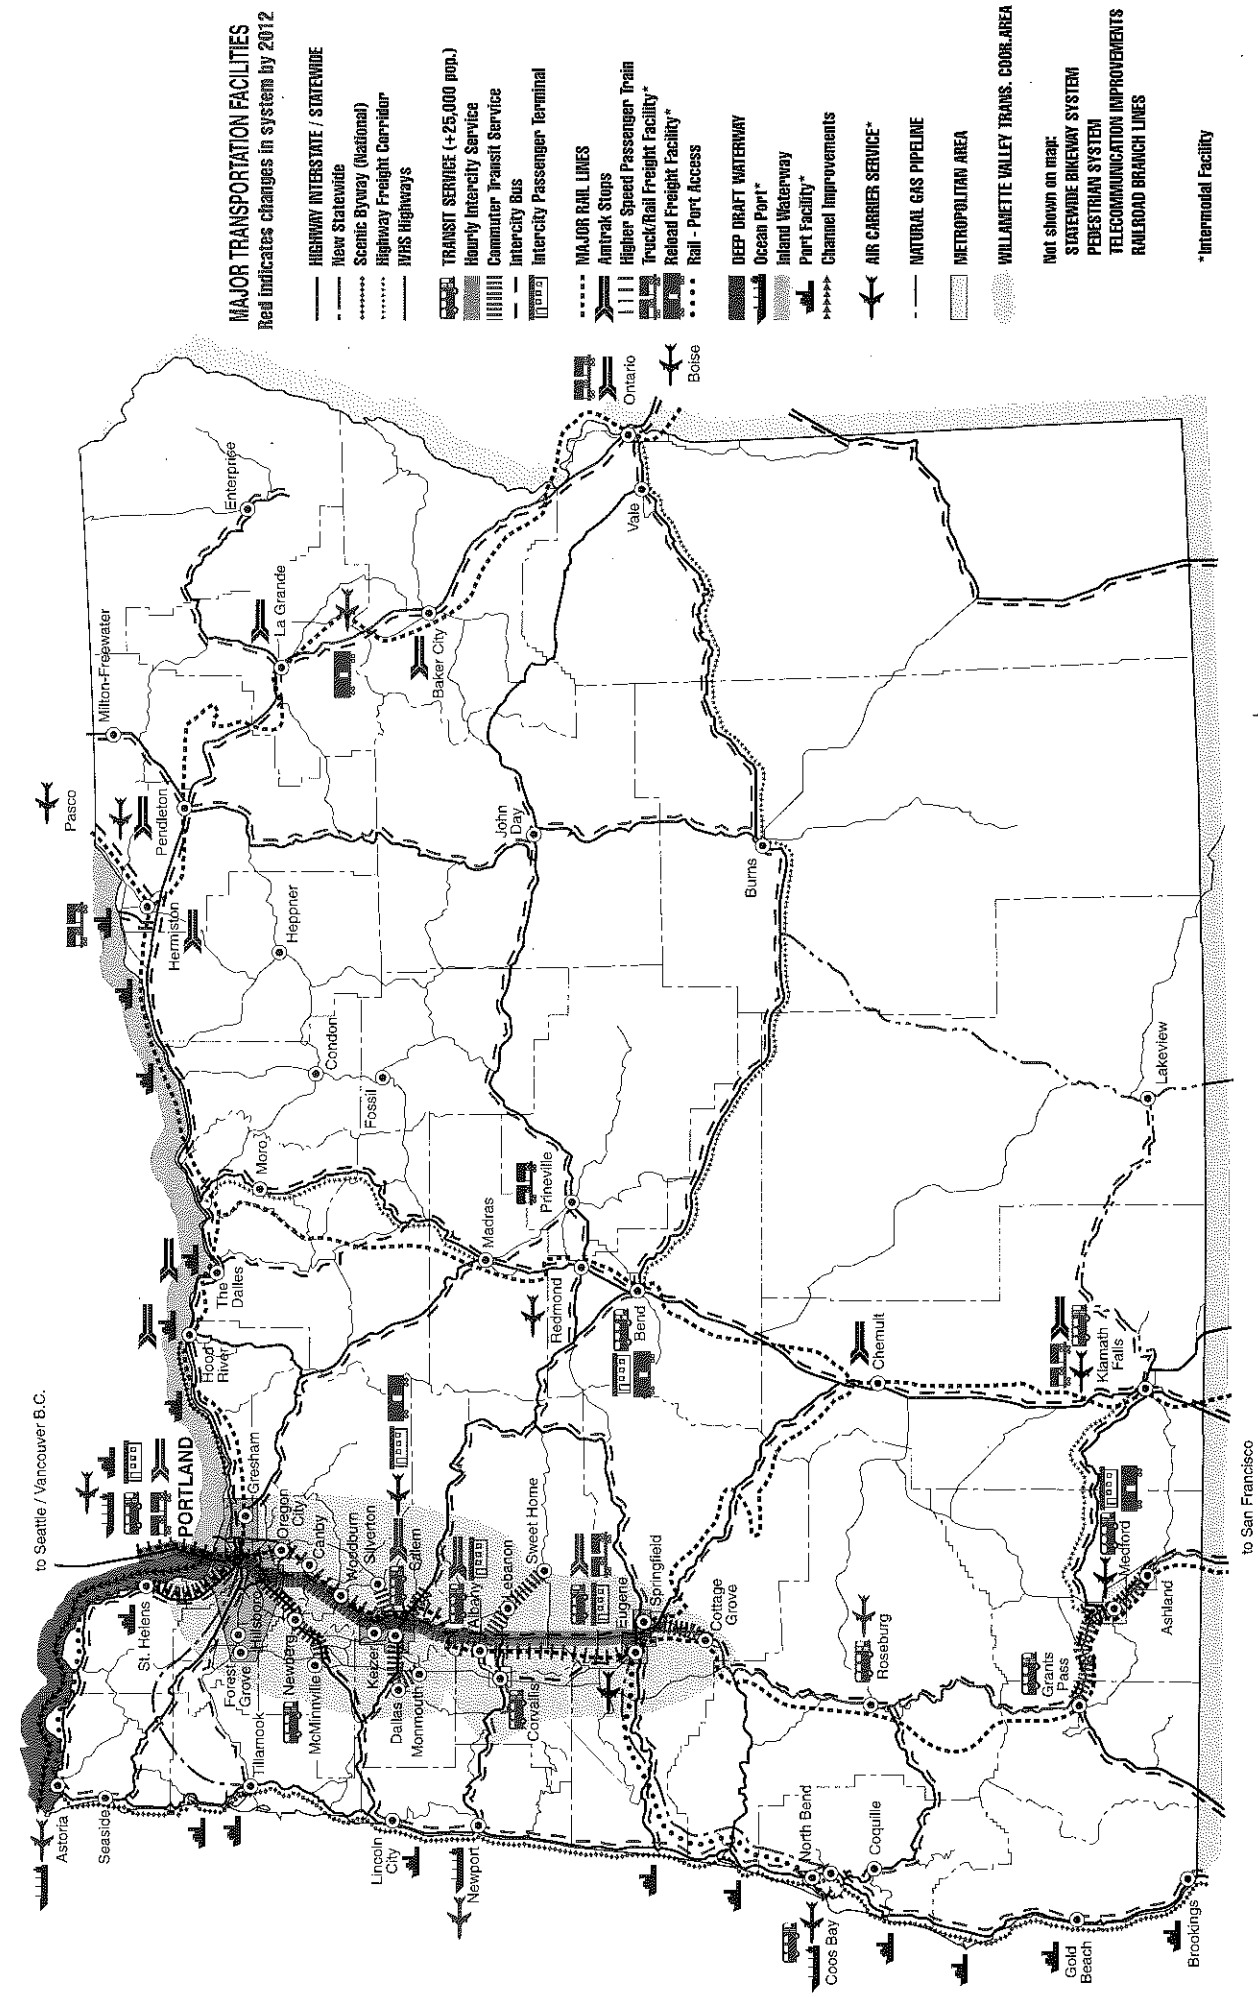 MAJOR TRANSPORTATION FACILITIES
Red indicates changes in system by 2012
HIGHWAY INTERSTATE / STATEWIDE
New Statewide
Scenic Byway (National)
Highway Freight Corridor
IVHS Highways
TRANSIT SERVICE (+25,000 pop.)
Hourly Intercity Service
Commuter Transit Service
Intercity Bus
Intercity Passenger Terminal
MAJOR RAIL LINES
Amtrak Stops
Higher Speed Passenger Train
Truck/Rail Freight Facility*
Reload Freight Facility*
Rail - Port Access
DEEP DRAFT WATERWAY
Ocean Port*
Inland Waterway
Port Facility*
Channel Improvements
AIR CARRIER SERVICE*
NATURAL GAS PIPELINE
METROPOLITAN AREA
WILLAMETTE VALLEY TRANS. COOR.AREA
Not shown on map:
STATEWIDE BIKEWAY SYSTEM
PEDESTRIAN SYSTEM
TELECOMMUNICATION IMPROVEMENTS
RAILROAD BRANCH LINES
*Intermodal Facility
to Seattle / Vancouver B.C.
Pasco
Milton-Freewater
Pendleton
Hermiston
Enterprise
La Grande
Baker City
Ontario
Boise
Vale
John
Day
Burns
Heppner
Condon
Fossil
Moro
The
Dalles
Hood
River
Madras
Prineville
Redmond
Bend
Chemult
Lakeview
Klamath
Falls
PORTLAND
Gresham
Oregon
City
Canby
Woodburn
Silverton
Salem
Albany
Lebanon
Sweet Home
Eugene
Springfield
Cottage
Grove
St. Helens
Hillsboro
Forest
Grove
Newberg
McMinnville
Keizer
Dallas
Monmouth
Corvallis
Tillamook
Astoria
Seaside
Lincoln
City
Newport
North Bend
Coos Bay
Coquille
Roseburg
Grants
Pass
Medford
Ashland
Gold
Beach
Brookings
to San Francisco